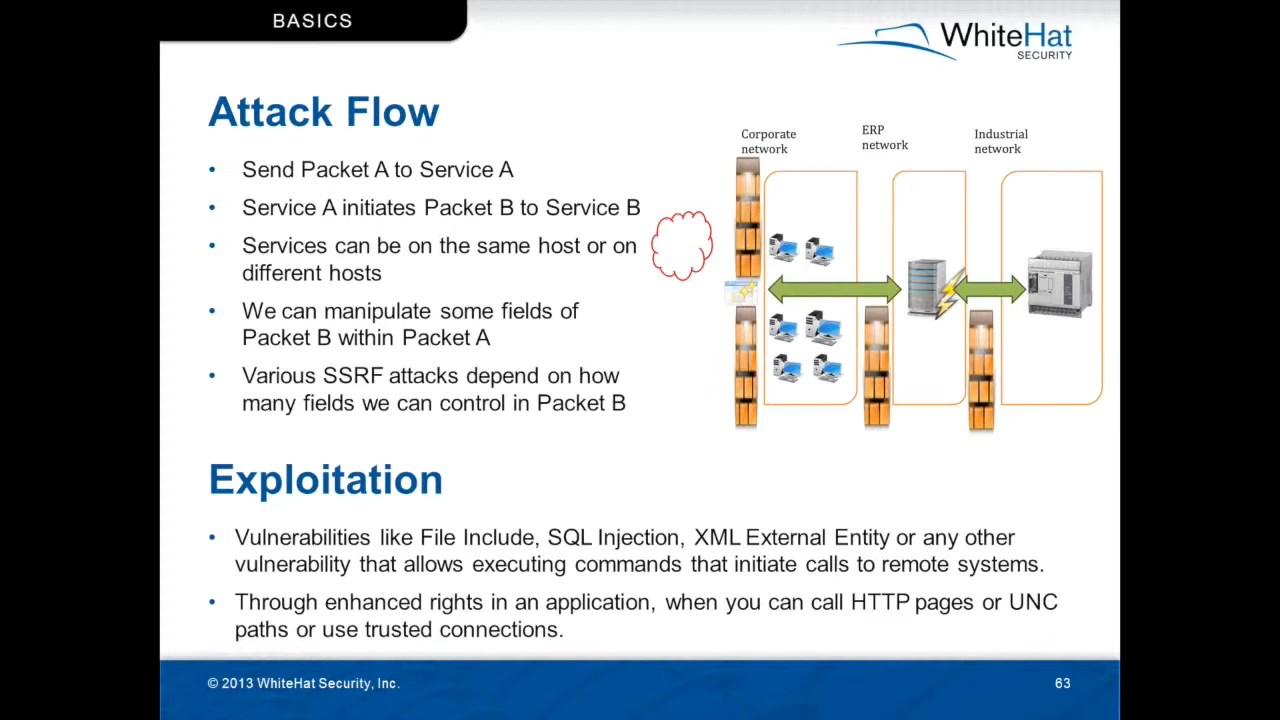 BASICS
WhiteHat
SECURITY
Attack Flow
• Send Packet A to Service A
• Service A initiates Packet B to Service B
• Services can be on the same host or on
different hosts
• We can manipulate some fields of
Packet B within Packet A
• Various SSRF attacks depend on how
many fields we can control in Packet B
Corporate
network
ERP
network
Industrial
network
Exploitation
• Vulnerabilities like File Include, SQL Injection, XML External Entity or any other
vulnerability that allows executing commands that initiate calls to remote systems.
• Through enhanced rights in an application, when you can call HTTP pages or UNC
paths or use trusted connections.
© 2013 WhiteHat Security, Inc.
63